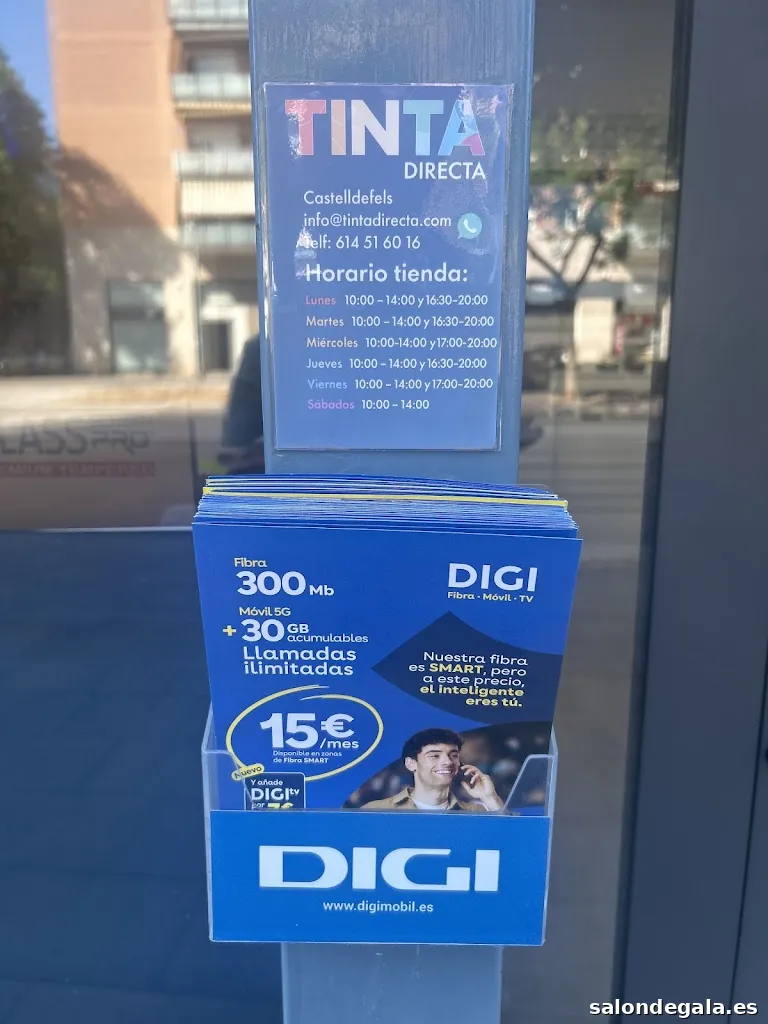 TINTA
DIRECTA
Castelldefels
info@tintadirecta.com
Telf: 614 51 60 16
Horario tienda:
Lunes 10:00 – 14:00 y 16:30-20:00
Martes 10:00 – 14:00 y 16:30-20:00
Miércoles 10:00-14:00 y 17:00-20:00
Jueves 10:00 – 14:00 y 16:30-20:00
Viernes 10:00 – 14:00 y 17:00-20:00
Sábados 10:00 – 14:00
PREMIUM TEMPERED
Fibra
300 Mb
Móvil 5G
+ 30 GB
acumulables
Llamadas
ilimitadas
DIGI
Fibra · Móvil · TV
Nuestra fibra
es SMART, pero
a este precio,
el inteligente
eres tú.
15€
/mes
Disponible en zonas
de Fibra SMART
nuevo
Y añade
DIGI tv
por 7€
DIGI
www.digimobil.es
salondegala.es